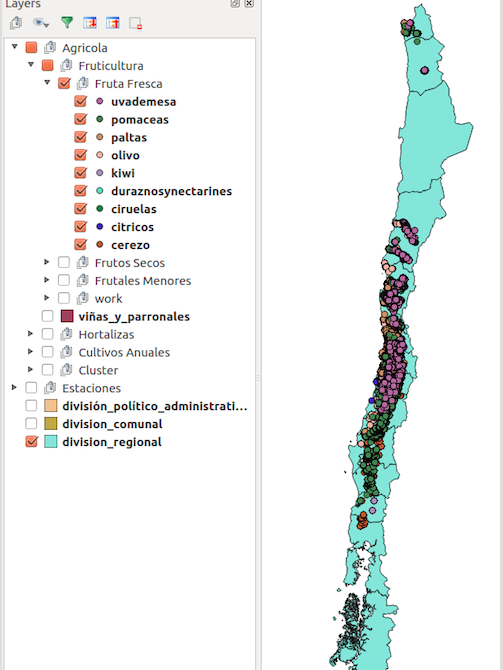 Layers
Agricola
Fruticultura
Fruta Fresca
uvademesa
pomaceas
paltas
olivo
kiwi
duraznosynectarines
ciruelas
citricos
cerezo
Frutos Secos
Frutales Menores
work
viñas_y_parronales
Hortalizas
Cultivos Anuales
Cluster
Estaciones
división_político_administrati...
division_comunal
division_regional